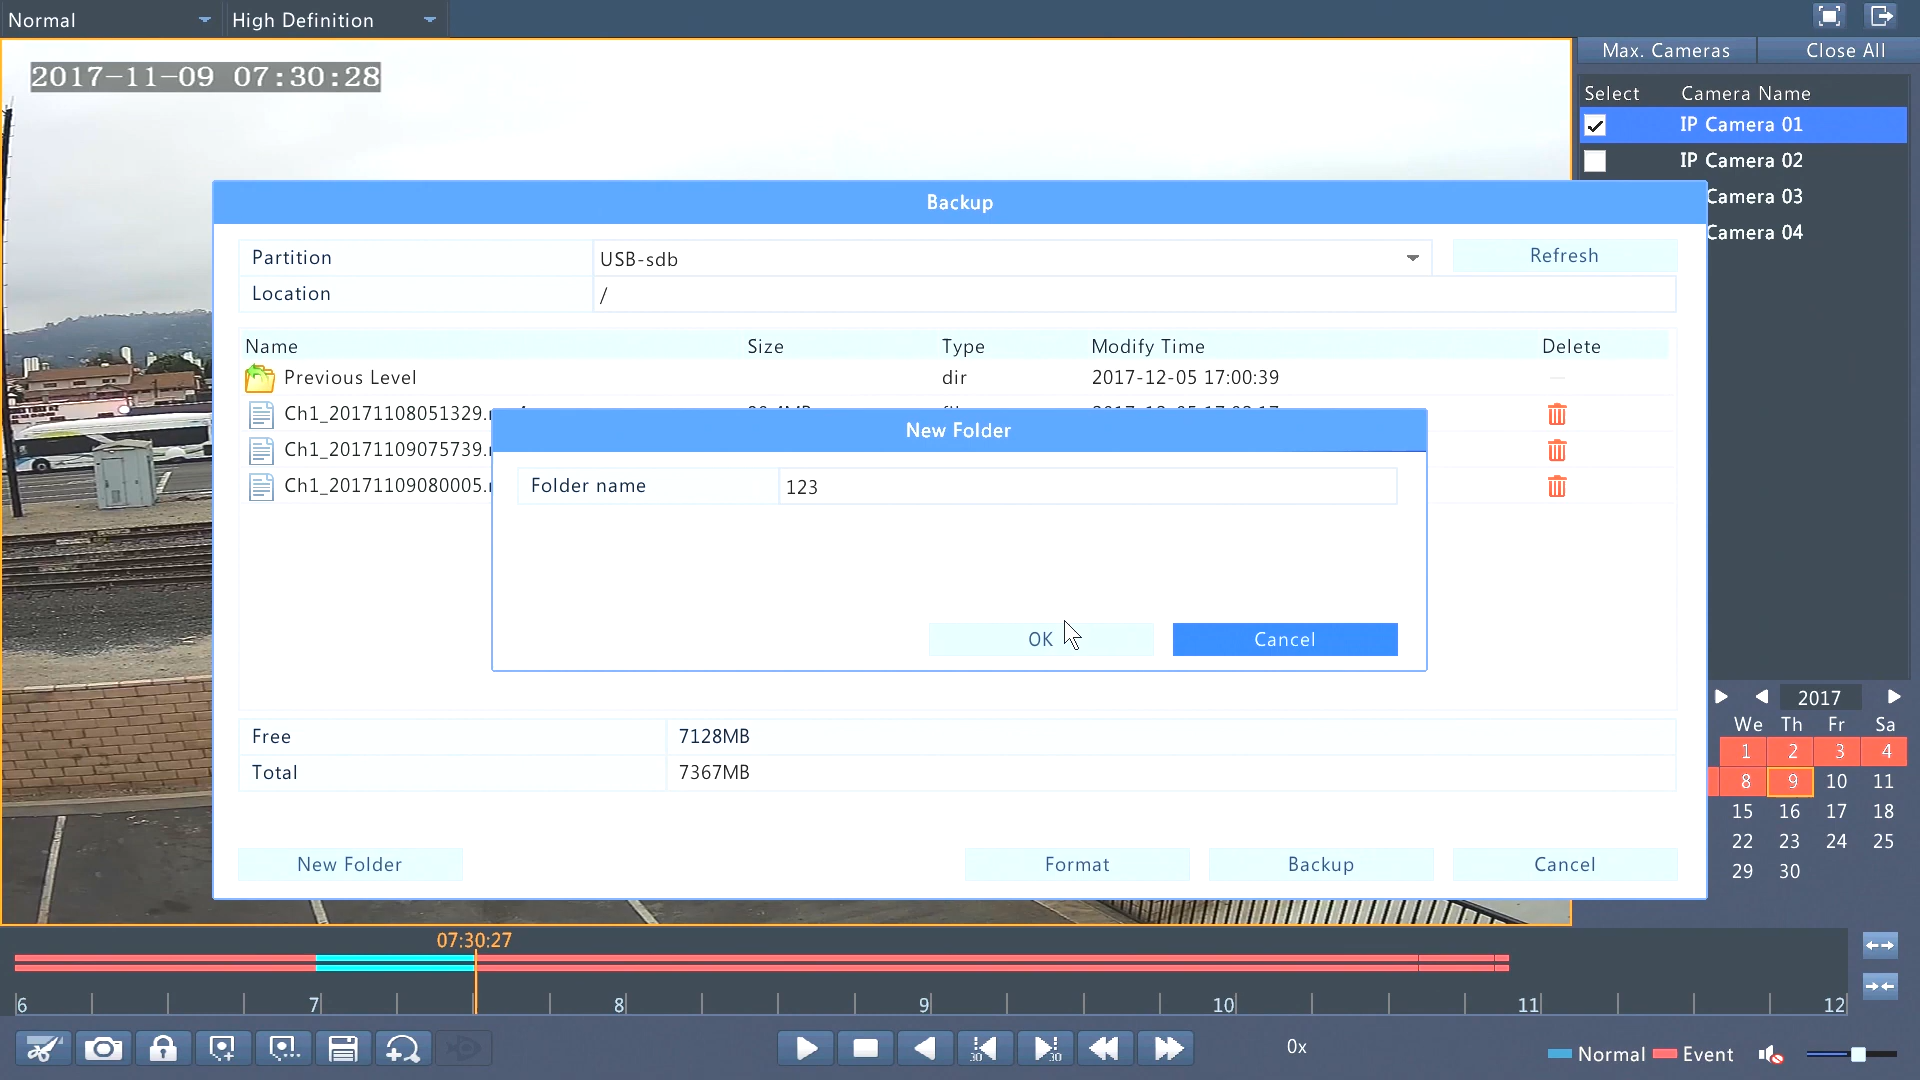 Normal
High Definition
2017-11-09 07:30:28
Max. Cameras
Close All
Select
Camera Name
IP Camera 01
IP Camera 02
Camera 03
Camera 04
Backup
Partition
USB-sdb
Refresh
Location
/
Name
Size
Type
Modify Time
Delete
Previous Level
dir
2017-12-05 17:00:39
Ch1_20171108051329.
Ch1_20171109075739.
Ch1_20171109080005.
New Folder
Folder name
123
OK
Cancel
Free
7128MB
Total
7367MB
New Folder
Format
Backup
Cancel
2017
We Th Fr Sa
1 2 3 4
8 9 10 11
15 16 17 18
22 23 24 25
29 30
07:30:27
6 7 8 9 10 11 12
30
30
0x
Normal
Event